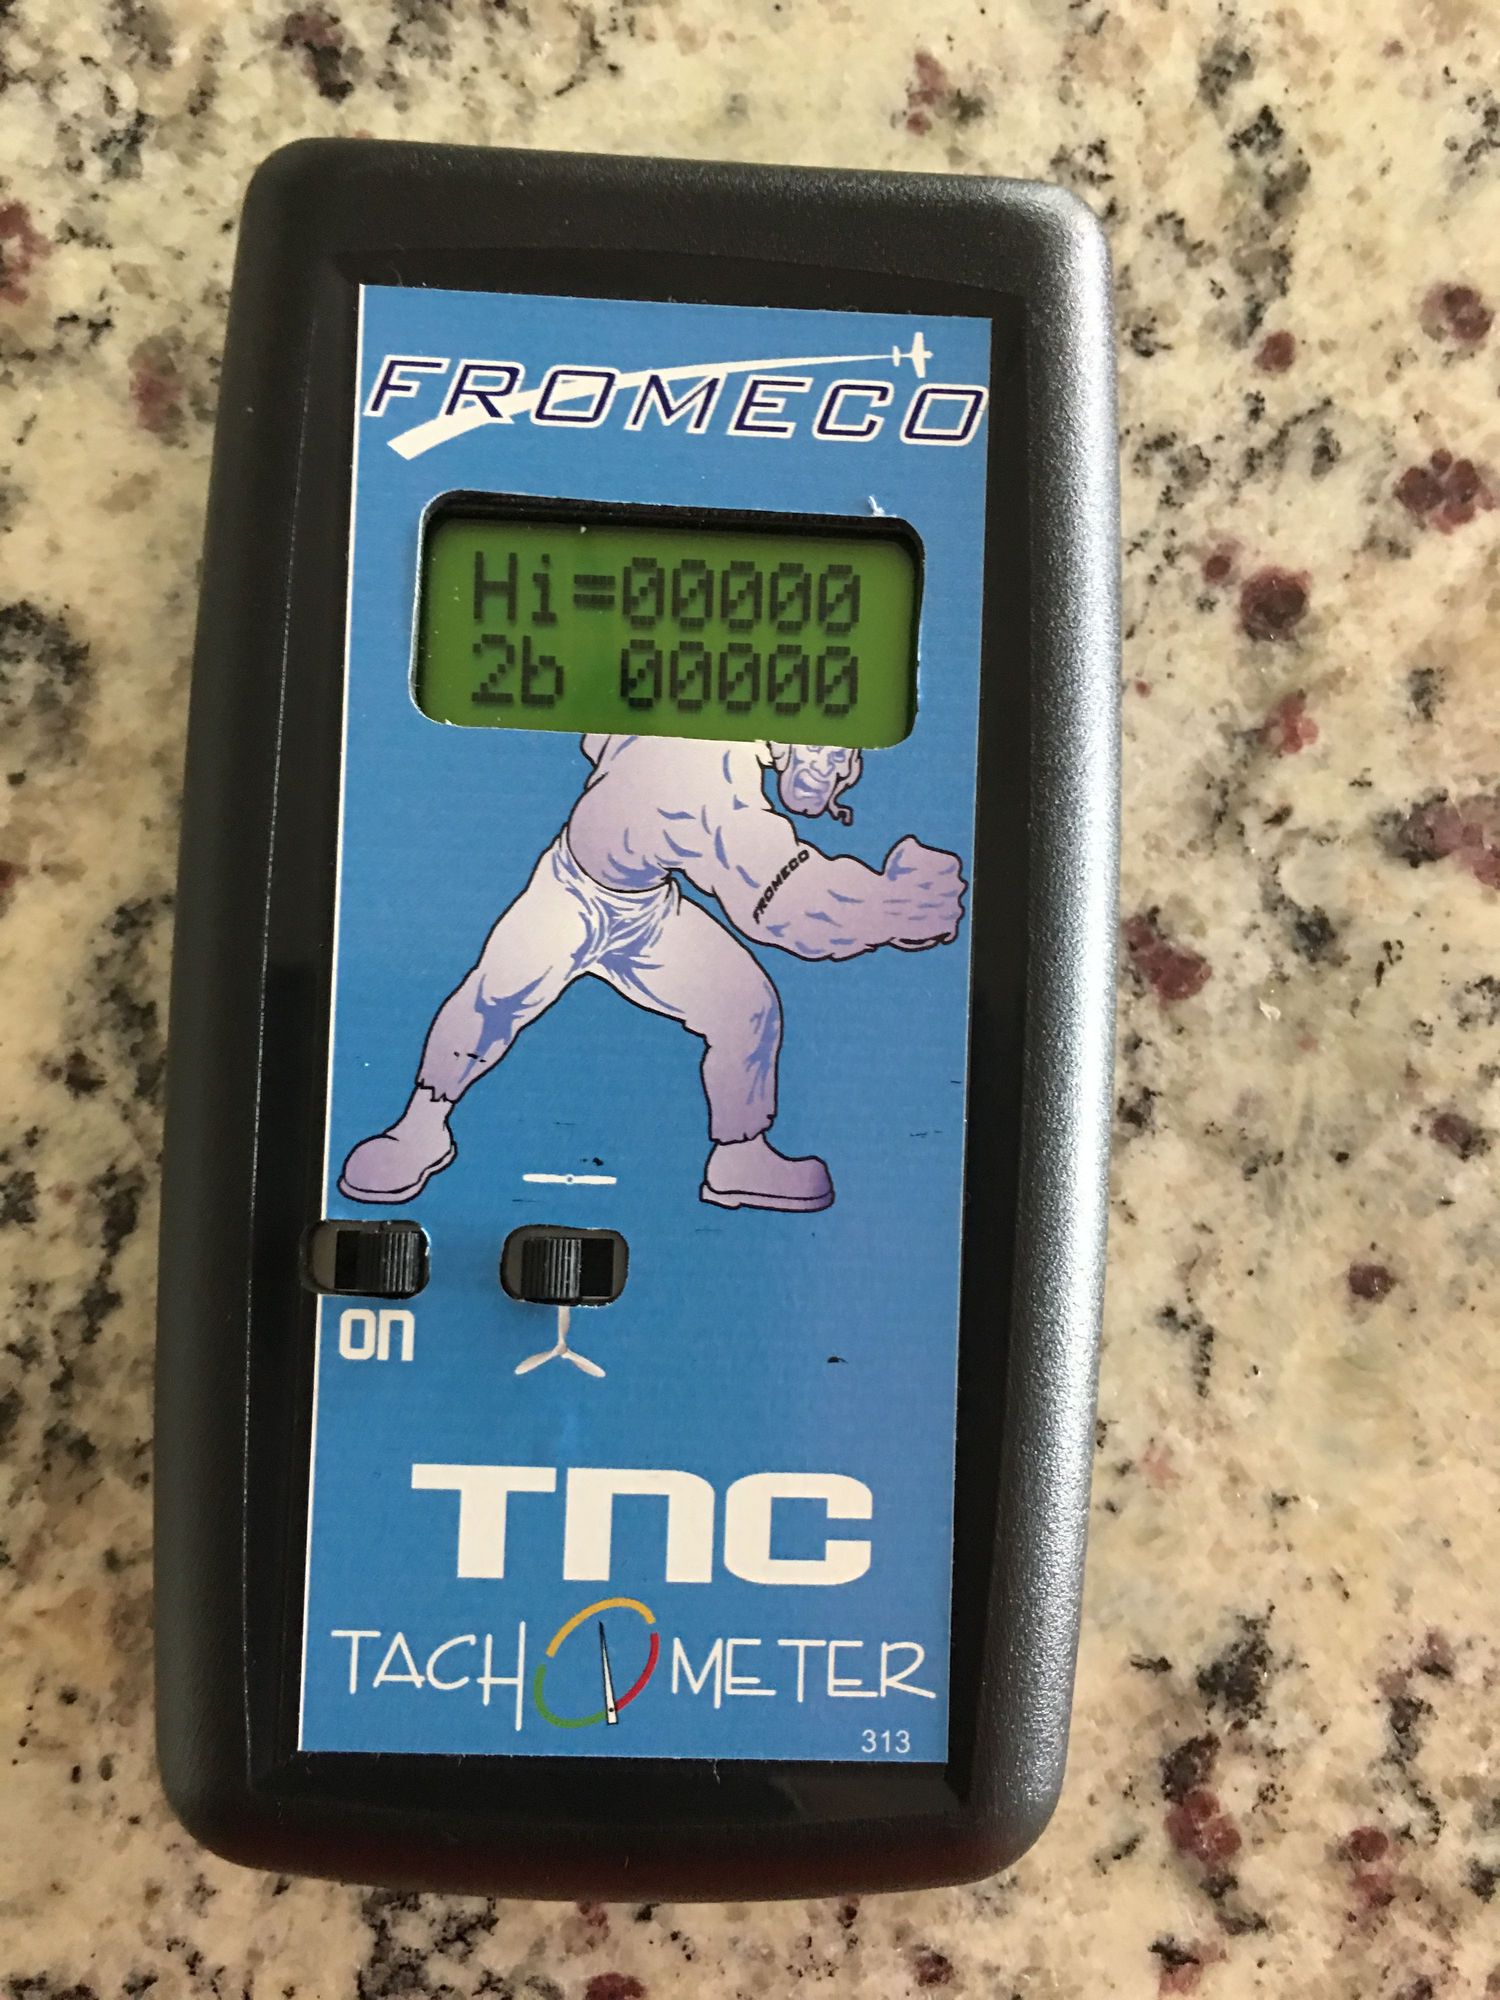 FROMECO
Hi=00000
2b 00000
FROMECO
ON
TNC
TACHOMETER
313